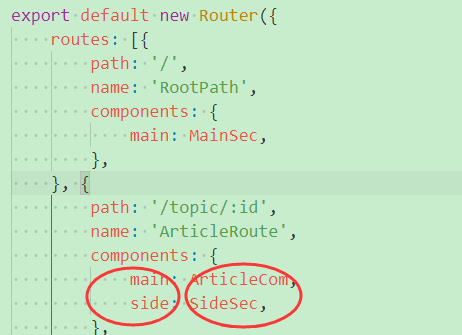 export default new Router({
routes: [{
path: '/',
name: 'RootPath',
components: {
main: MainSec,
},
}, {
path: '/topic/:id',
name: 'ArticleRoute',
components: {
main: ArticleCom,
side: SideSec,
},